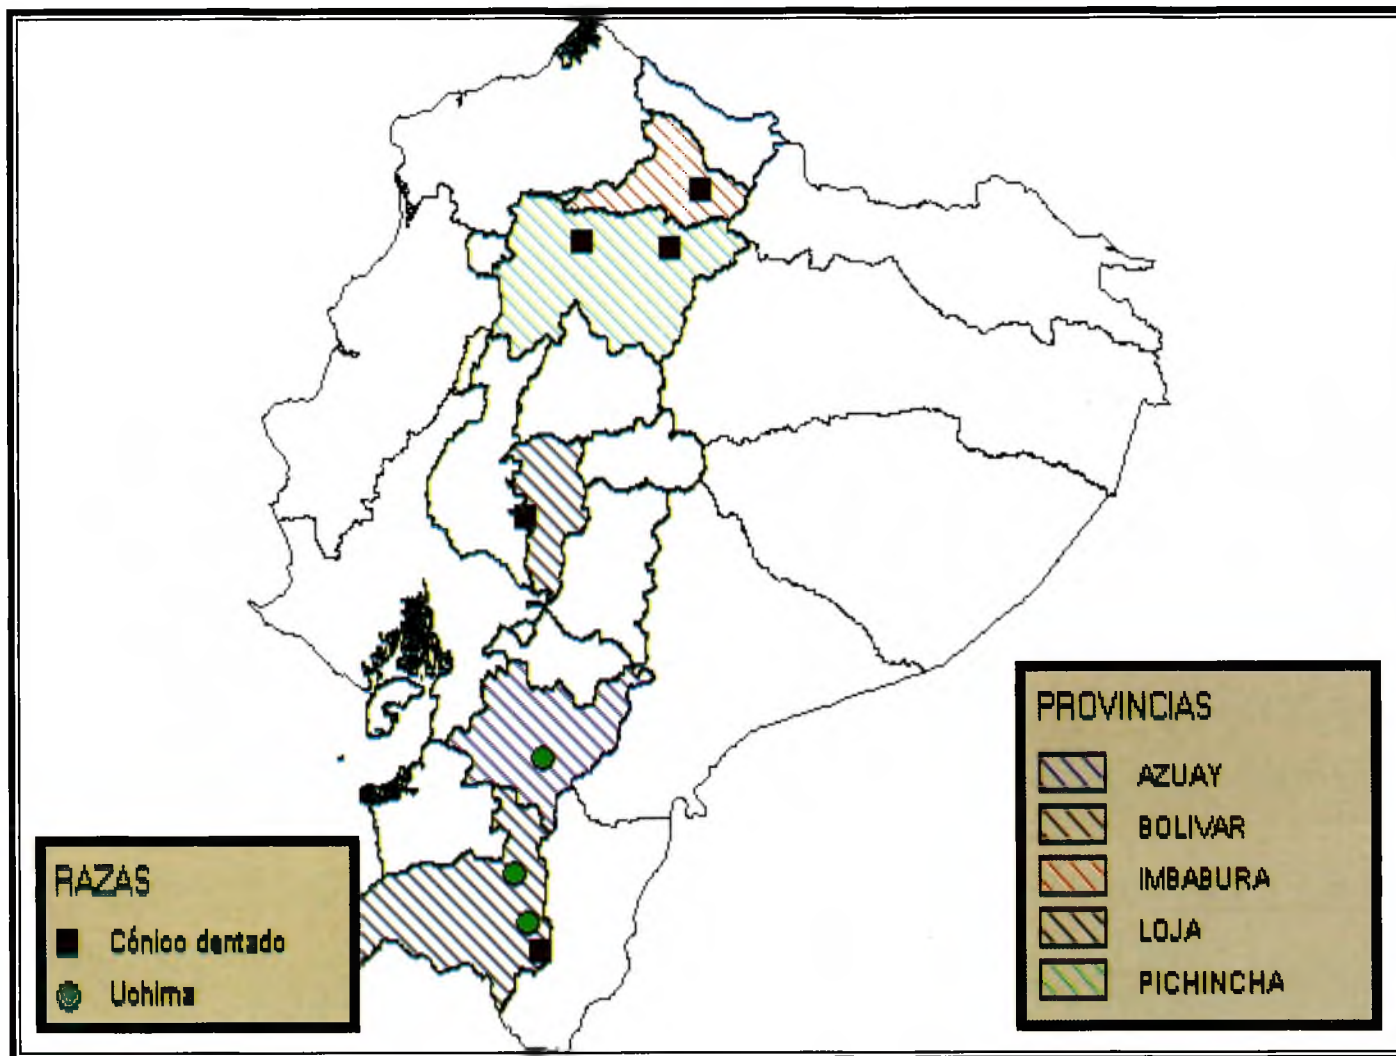 PROVINCIAS
AZUAY
BOLIVAR
IMBABURA
LOJA
PICHINCHA
RAZAS
Cónico dentado
Uchima